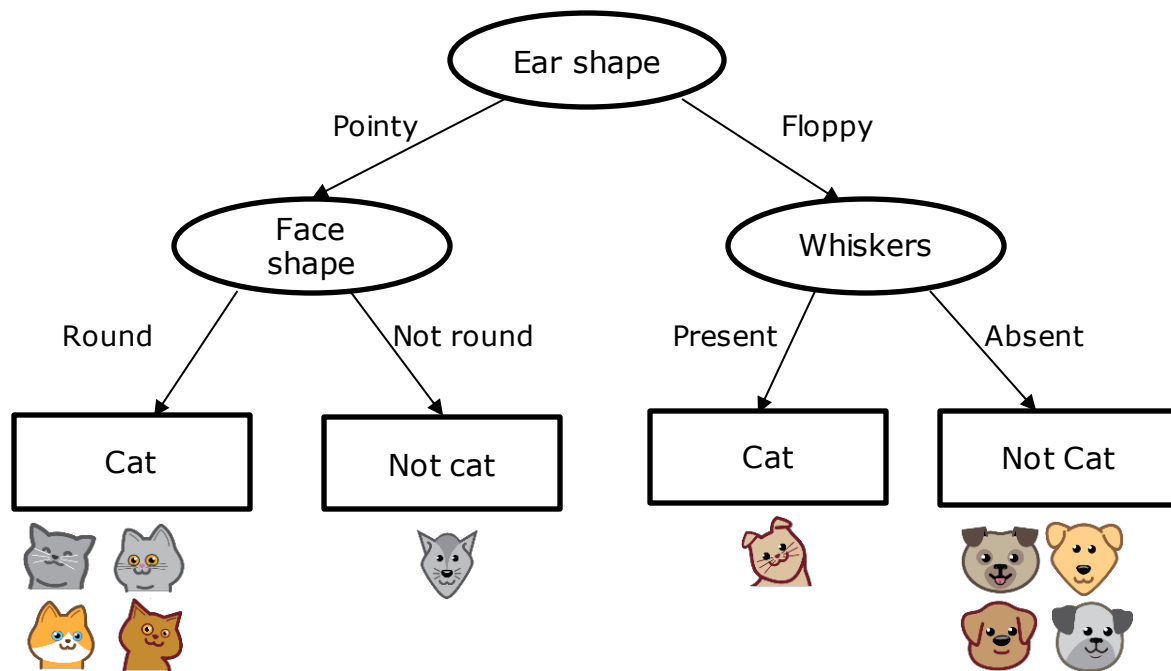 Ear shape
Pointy
Floppy
Face
shape
Whiskers
Round
Not round
Present
Absent
Cat
Not cat
Cat
Not Cat